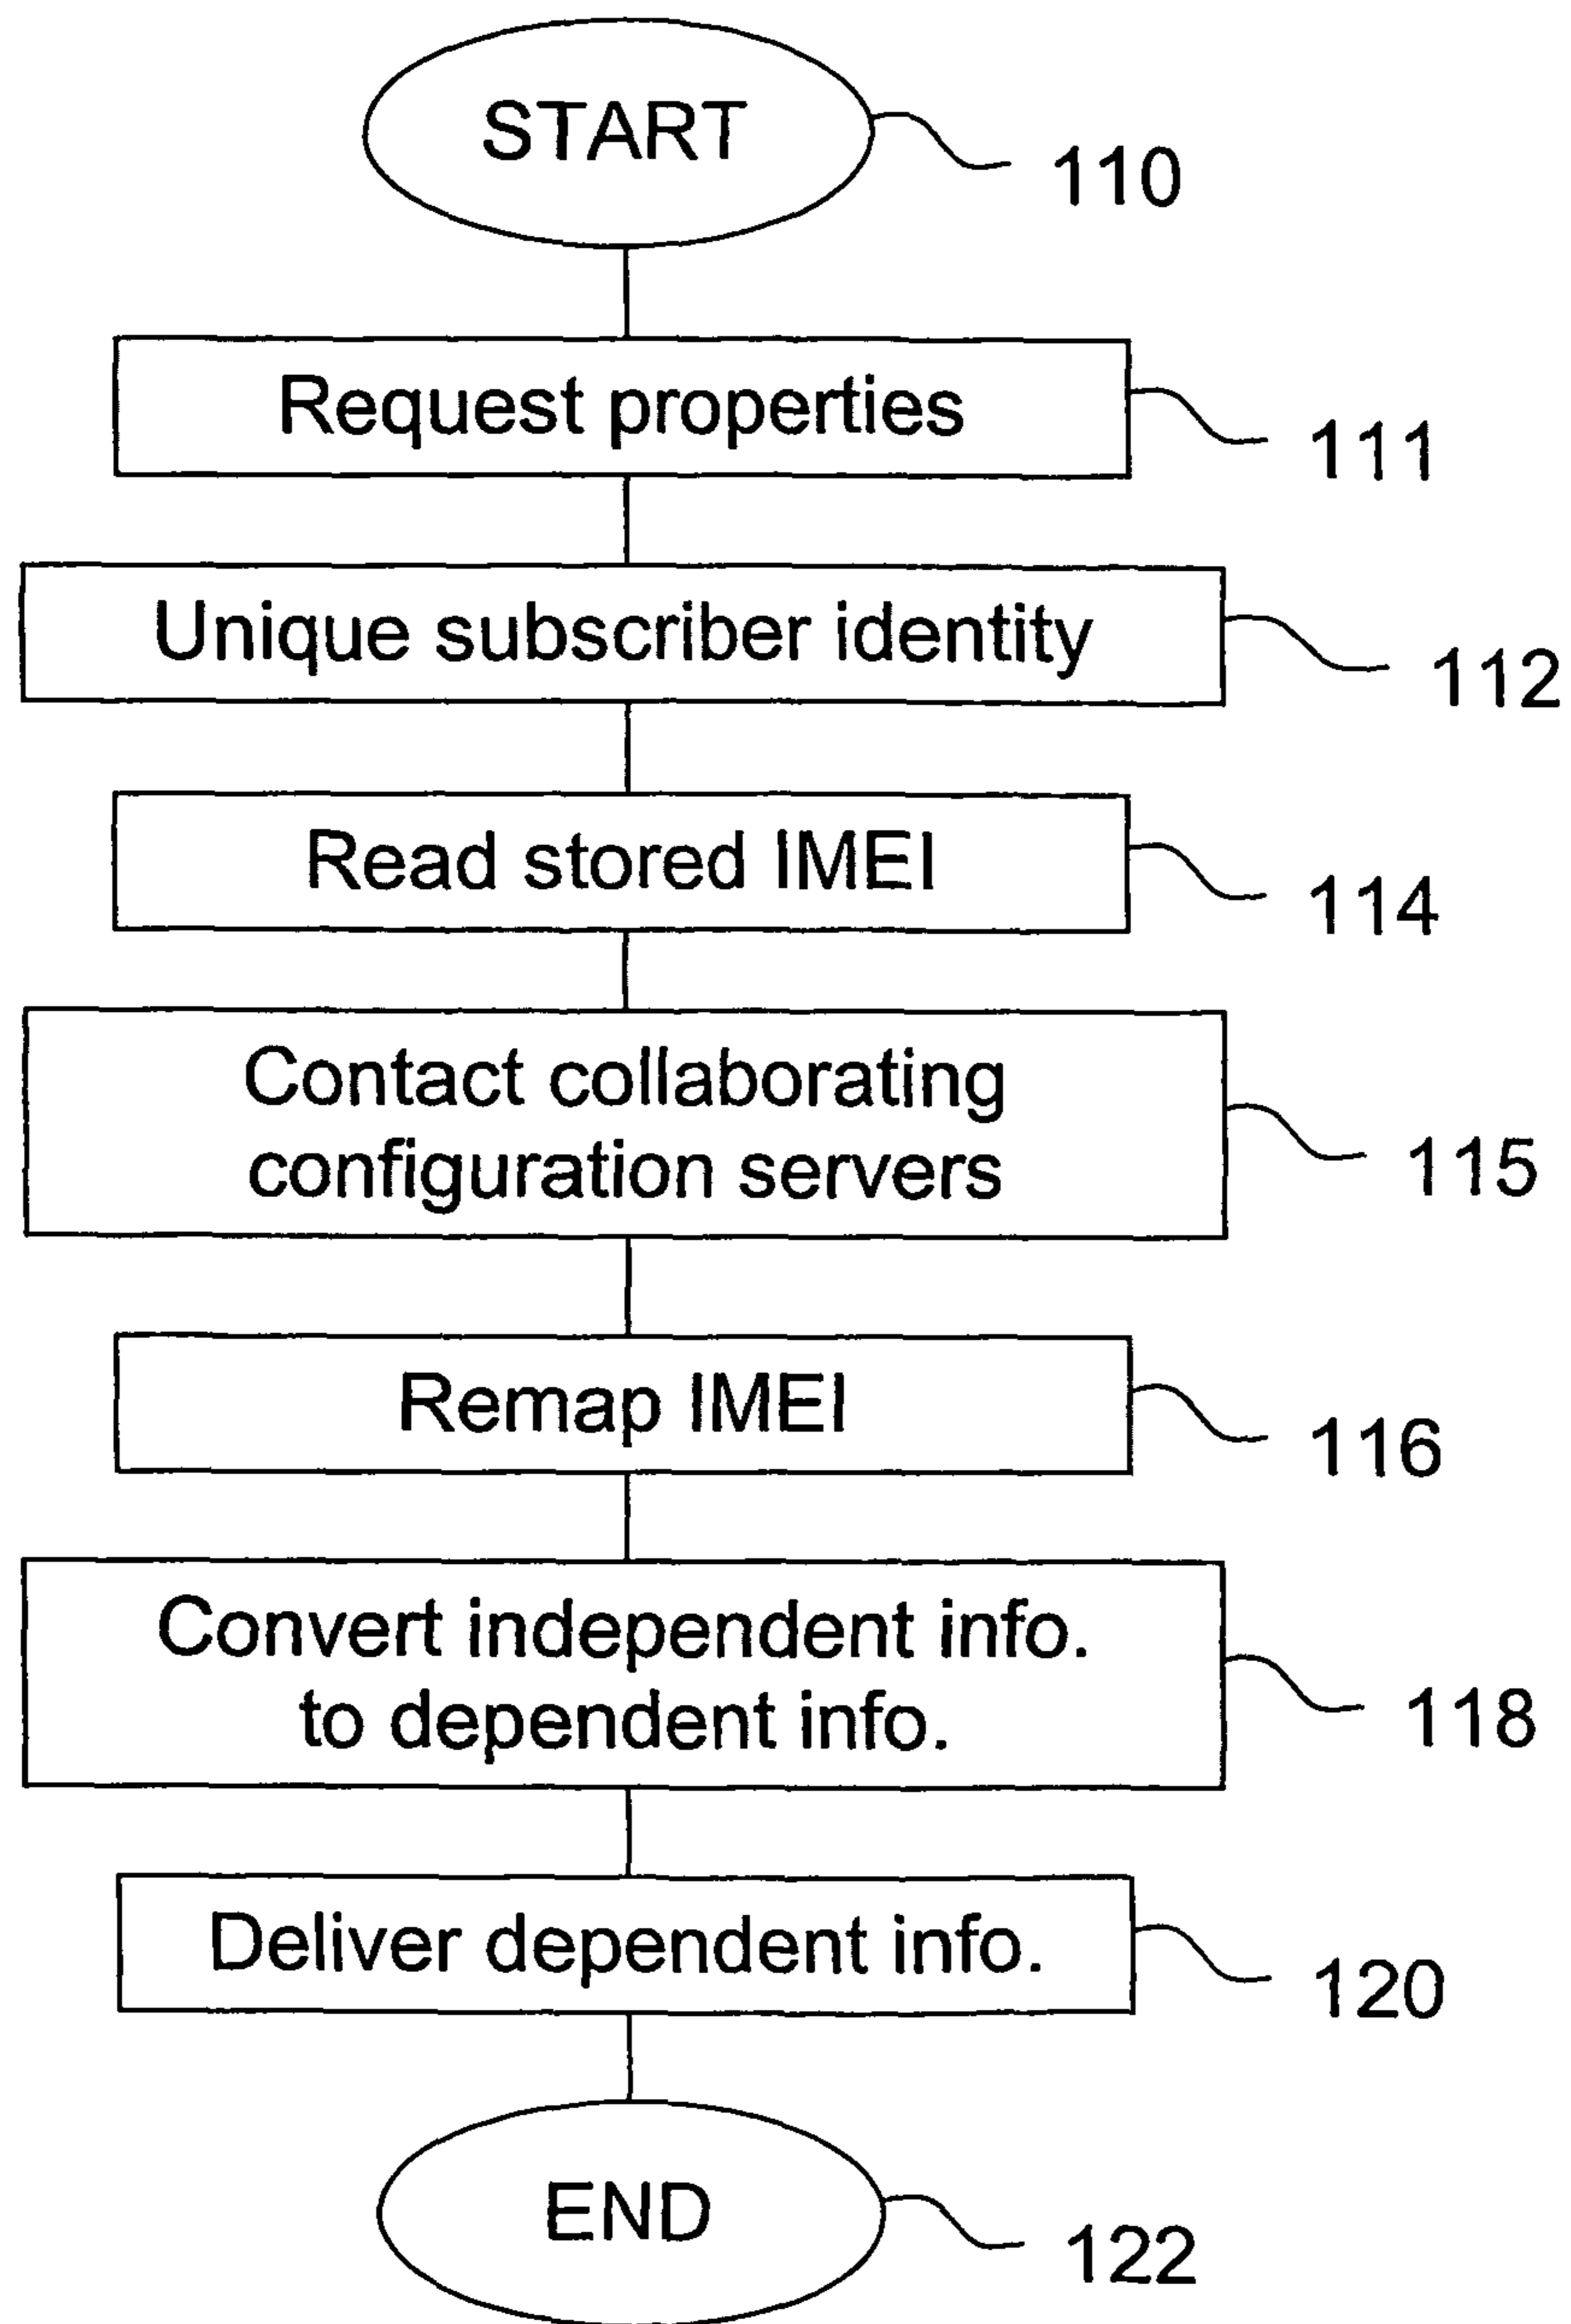 START
110
Request properties
111
Unique subscriber identity
112
Read stored IMEI
114
Contact collaborating
configuration servers
115
Remap IMEI
116
Convert independent info.
to dependent info.
118
Deliver dependent info.
120
END
122